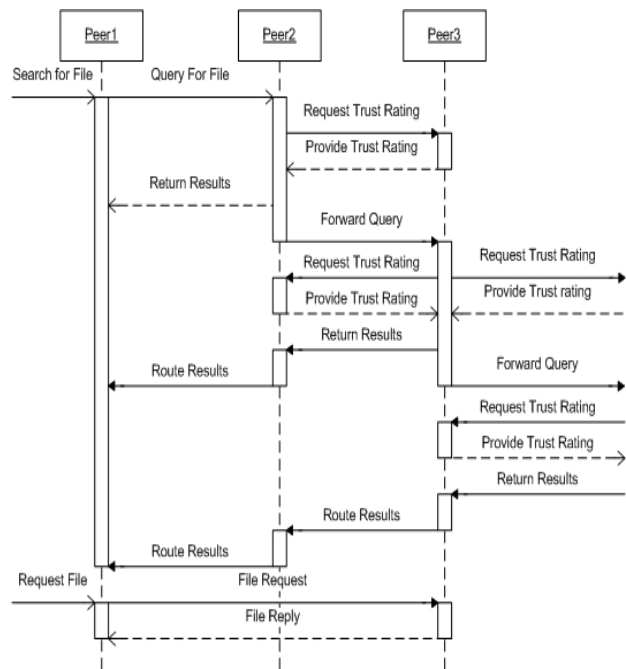 Peer1
Peer2
Peer3
Search for File
Query For File
Request Trust Rating
Provide Trust Rating
Return Results
Forward Query
Request Trust Rating
Request Trust Rating
Provide Trust Rating
Provide Trust rating
Return Results
Route Results
Forward Query
Request Trust Rating
Provide Trust Rating
Return Results
Route Results
Route Results
Request File
File Request
File Reply